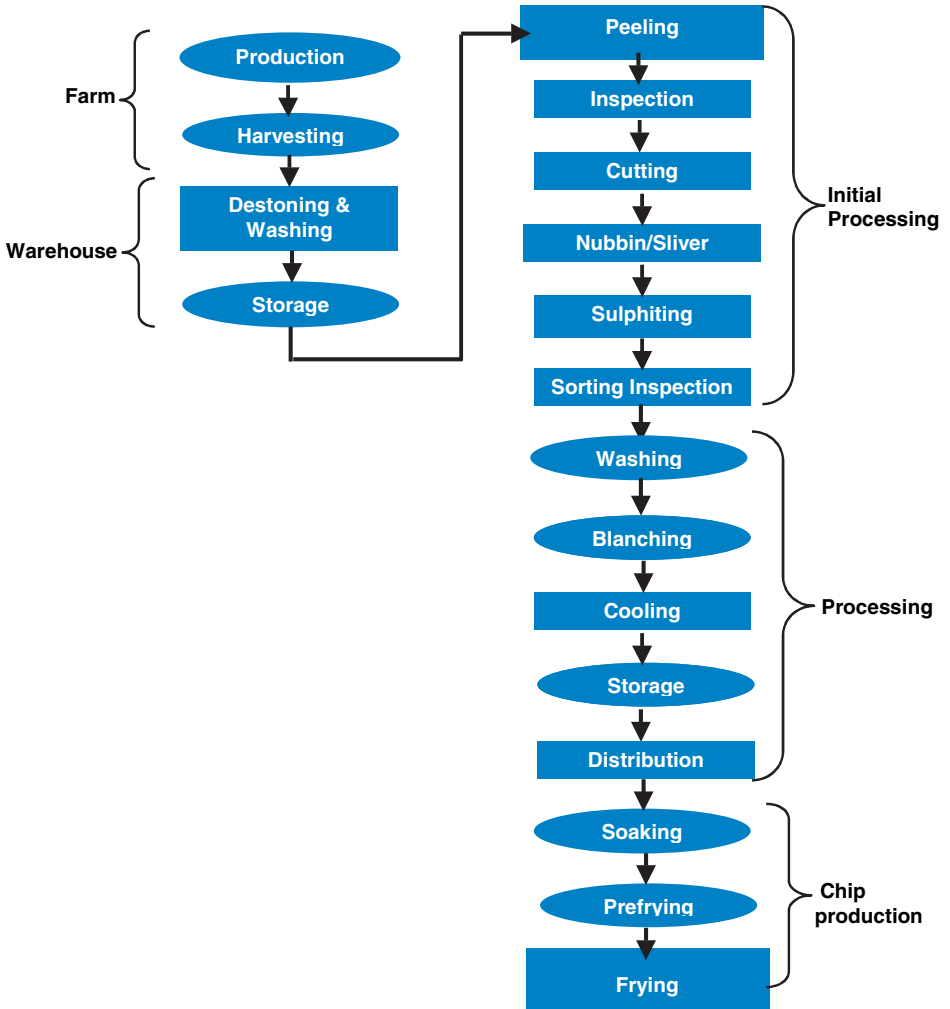 Farm
Production
Harvesting
Warehouse
Destoning &
Washing
Storage
Peeling
Inspection
Cutting
Nubbin/Sliver
Sulphiting
Sorting Inspection
Initial
Processing
Washing
Blanching
Cooling
Storage
Distribution
Processing
Soaking
Prefrying
Frying
Chip
production